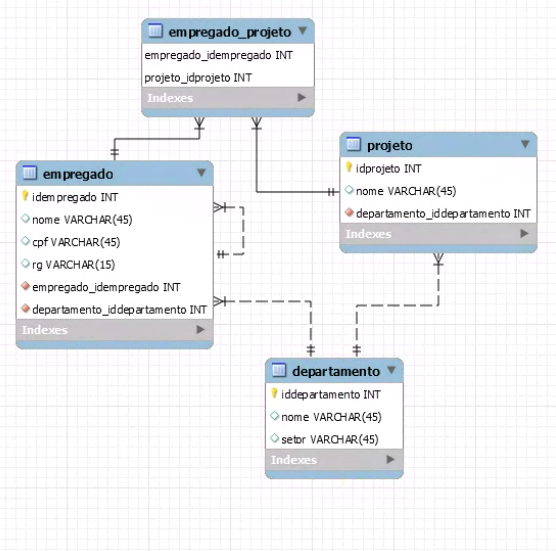 empregado_projeto
empregado_idempregado INT
projeto_idprojeto INT
Indexes
empregado
idempregado INT
nome VARCHAR(45)
cpf VARCHAR(45)
rg VARCHAR(15)
empregado_idempregado INT
departamento_iddepartamento INT
Indexes
projeto
idprojeto INT
nome VARCHAR(45)
departamento_iddepartamento INT
Indexes
departamento
iddepartamento INT
nome VARCHAR(45)
setor VARCHAR(45)
Indexes